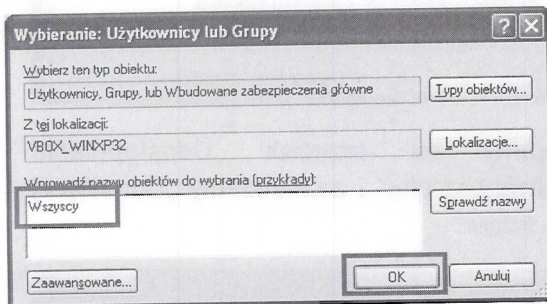 Wybieranie: Użytkownicy lub Grupy
Wybierz ten typ obiektu:
Użytkownicy, Grupy, lub Wbudowane zabezpieczenia główne
Typy obiektów...
Z tej lokalizacji:
VBOX_WINXP32
Lokalizacje...
Wprowadź nazwy obiektów do wybrania (przykłady):
Wszyscy
Sprawdź nazwy
Zaawansowane...
OK
Anuluj